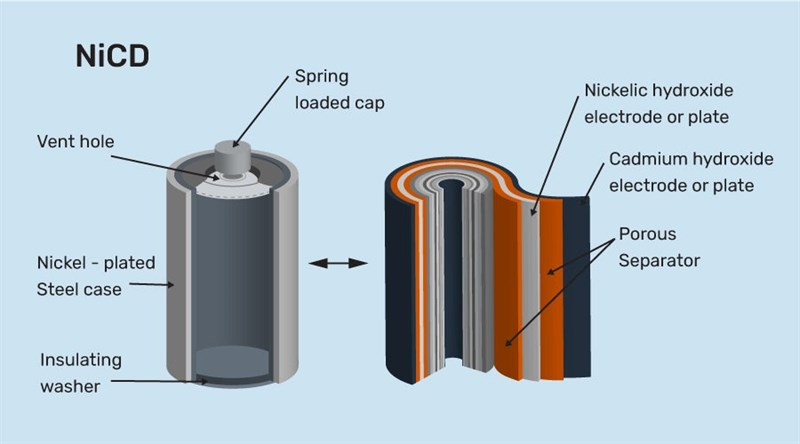 NiCD
Spring
loaded cap
Vent hole
Nickel - plated
Steel case
Insulating
washer
Nickelic hydroxide
electrode or plate
Cadmium hydroxide
electrode or plate
Porous
Separator